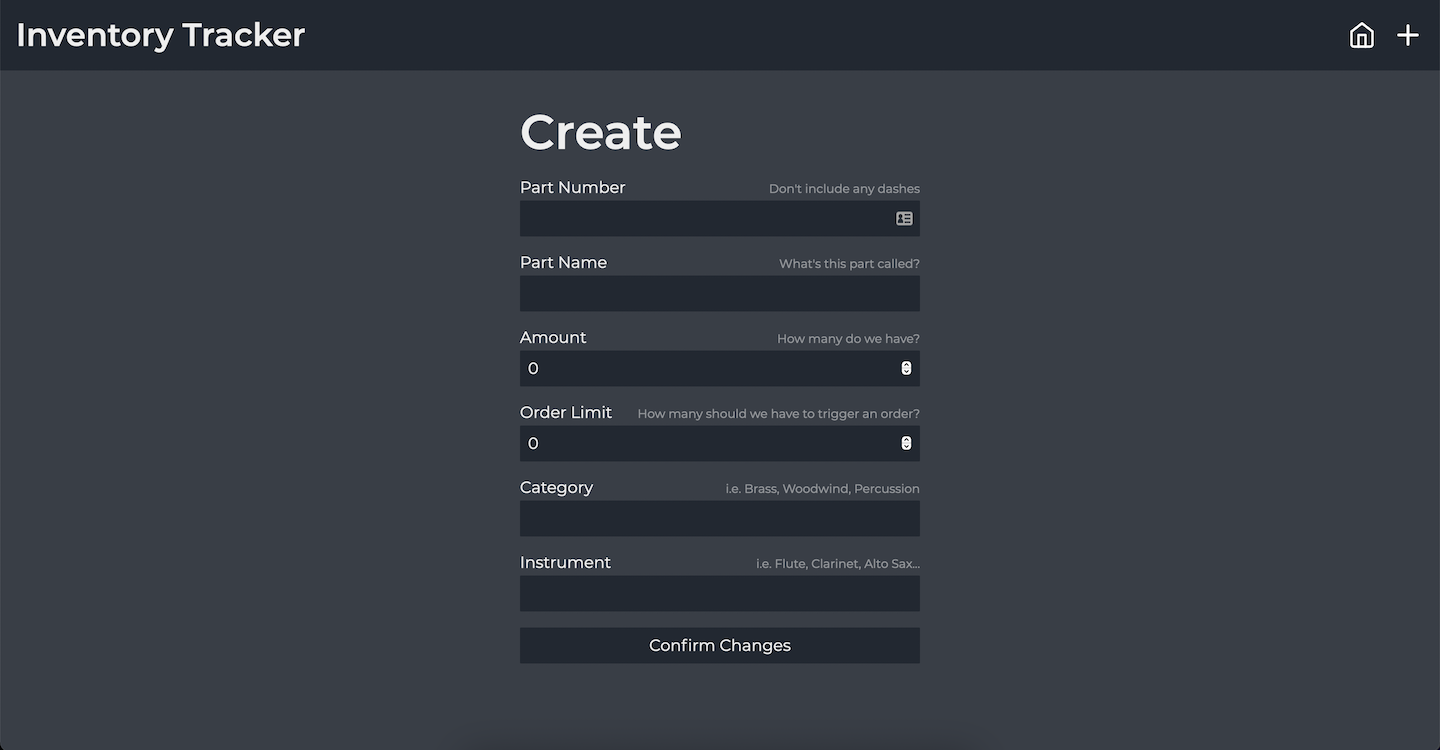 Inventory Tracker
Create
Part Number Don't include any dashes
Part Name What's this part called?
Amount How many do we have?
0
Order Limit How many should we have to trigger an order?
0
Category i.e. Brass, Woodwind, Percussion
Instrument i.e. Flute, Clarinet, Alto Sax...
Confirm Changes